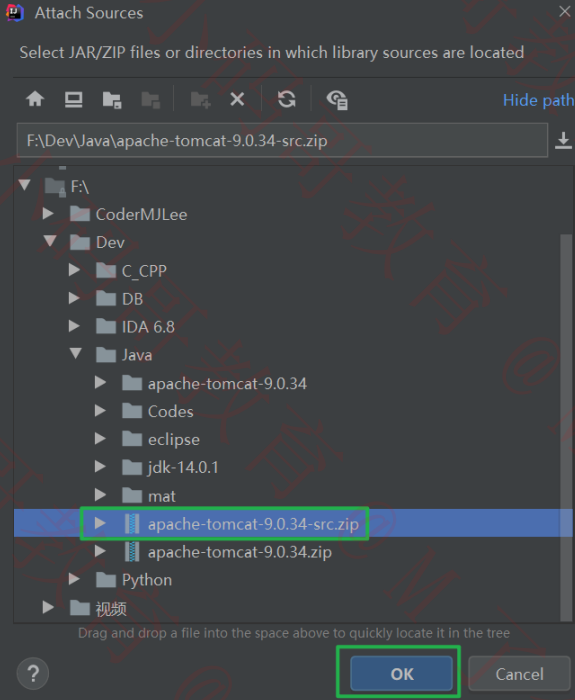 Attach Sources
Select JAR/ZIP files or directories in which library sources are located
Hide path
F:\Dev\Java\apache-tomcat-9.0.34-src.zip
F:\
CoderMJLee
Dev
C_CPP
DB
IDA 6.8
Java
apache-tomcat-9.0.34
Codes
eclipse
jdk-14.0.1
mat
apache-tomcat-9.0.34-src.zip
apache-tomcat-9.0.34.zip
Python
视频
Drag and drop a file into the space above to quickly locate it in the tree
?
OK
Cancel